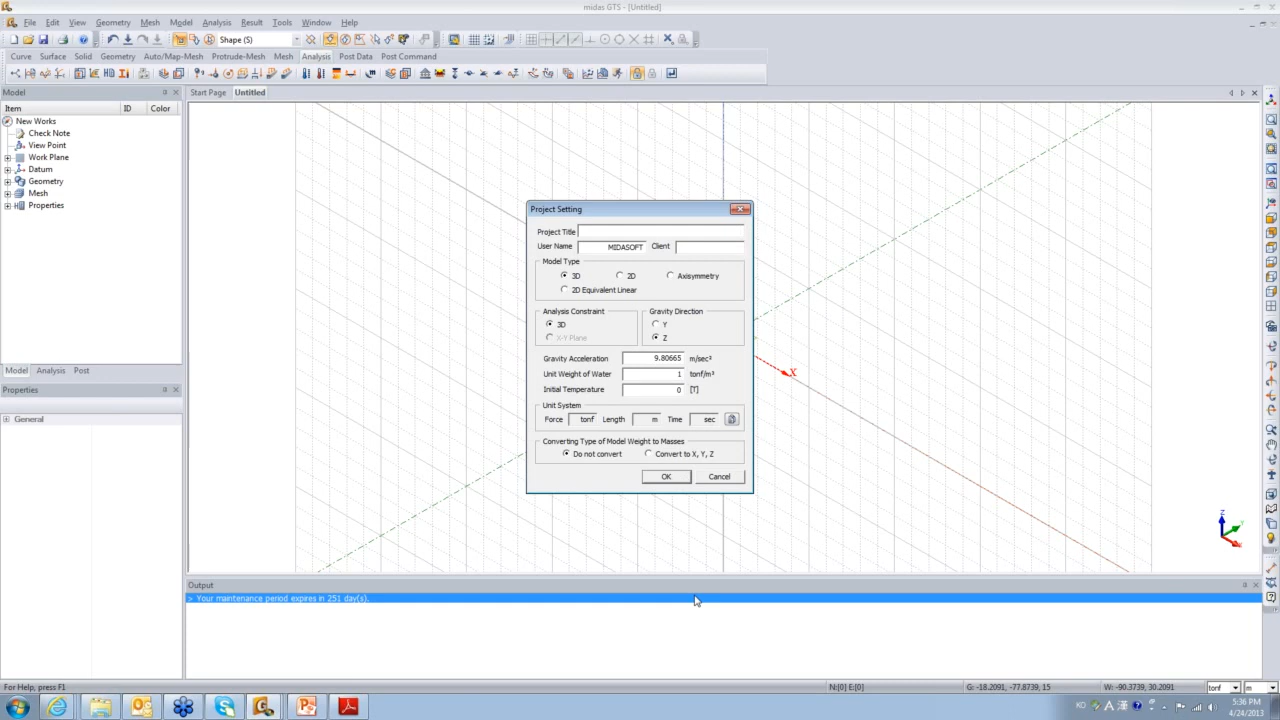 midas GTS - [Untitled]
File Edit View Geometry Mesh Model Analysis Result Tools Window Help
Shape (S)
Curve Surface Solid Geometry Auto/Map-Mesh Protrude-Mesh Mesh Analysis Post Data Post Command
Model
Start Page Untitled
Item ID Color
New Works
Check Note
View Point
Work Plane
Datum
Geometry
Mesh
Properties
Model Analysis Post
Properties
General
Project Setting
Project Title
User Name MIDASOFT Client
Model Type
3D 2D Axisymmetry
2D Equivalent Linear
Analysis Constraint Gravity Direction
3D Y
X-Y Plane Z
Gravity Acceleration 9.80665 m/sec²
Unit Weight of Water 1 tonf/m³
Initial Temperature 0 [T]
Unit System
Force tonf Length m Time sec
Converting Type of Model Weight to Masses
Do not convert Convert to X, Y, Z
OK Cancel
X
Z
Y
Output
> Your maintenance period expires in 251 day(s).
For Help, press F1 N:[0] E:[0] G: -18.2091, -77.8739, 15 W: -90.3739, 30.2091 tonf m
KO A 漢 5:36 PM
4/24/2013